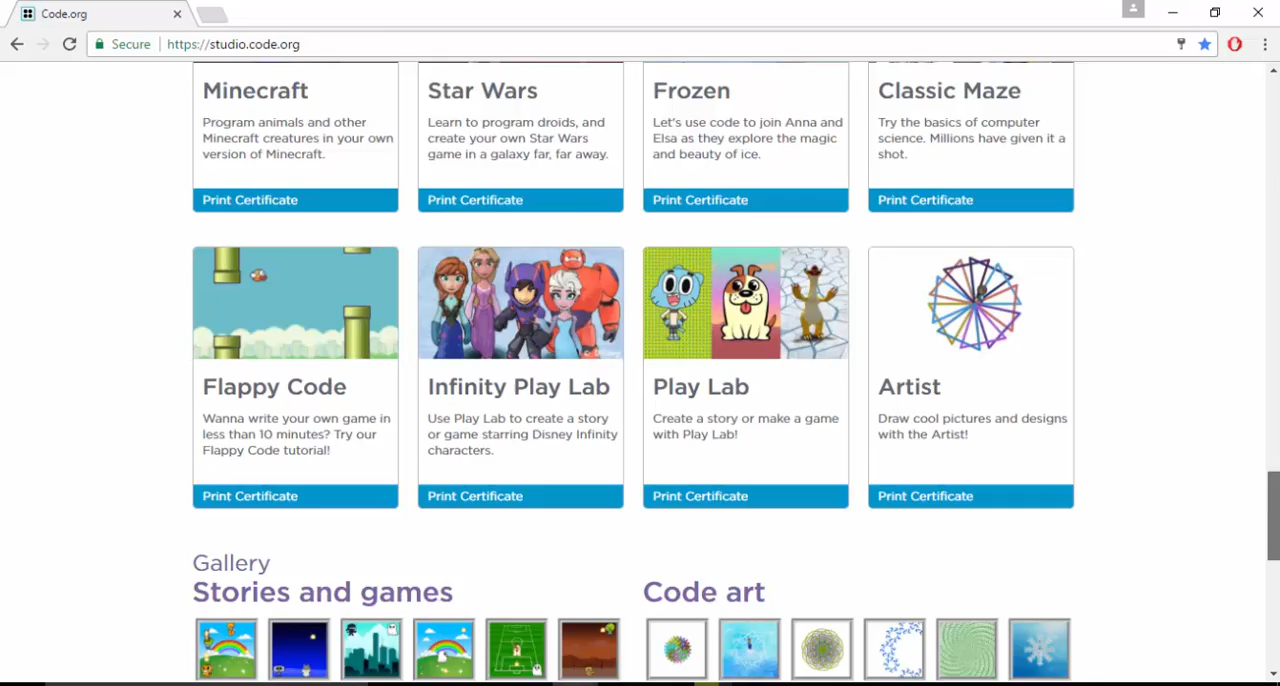 Code.org
Secure https://studio.code.org
Minecraft
Program animals and other
Minecraft creatures in your own
version of Minecraft.
Print Certificate
Star Wars
Learn to program droids, and
create your own Star Wars
game in a galaxy far, far away.
Print Certificate
Frozen
Let's use code to join Anna and
Elsa as they explore the magic
and beauty of ice.
Print Certificate
Classic Maze
Try the basics of computer
science. Millions have given it a
shot.
Print Certificate
Flappy Code
Wanna write your own game in
less than 10 minutes? Try our
Flappy Code tutorial!
Print Certificate
© Disney
Infinity Play Lab
Use Play Lab to create a story
or game starring Disney Infinity
characters.
Print Certificate
Play Lab
Create a story or make a game
with Play Lab!
Print Certificate
Artist
Draw cool pictures and designs
with the Artist!
Print Certificate
Gallery
Stories and games
Code art